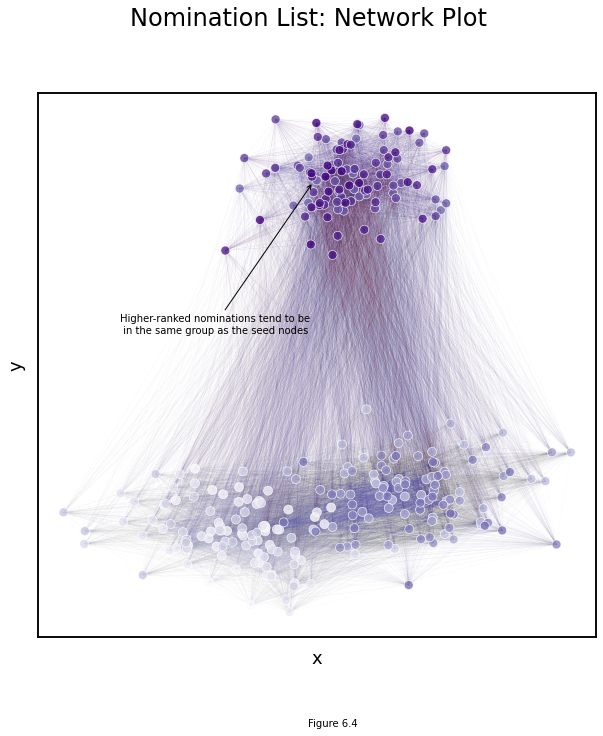 Nomination List: Network Plot
Higher-ranked nominations tend to be
in the same group as the seed nodes
y
x
Figure 6.4